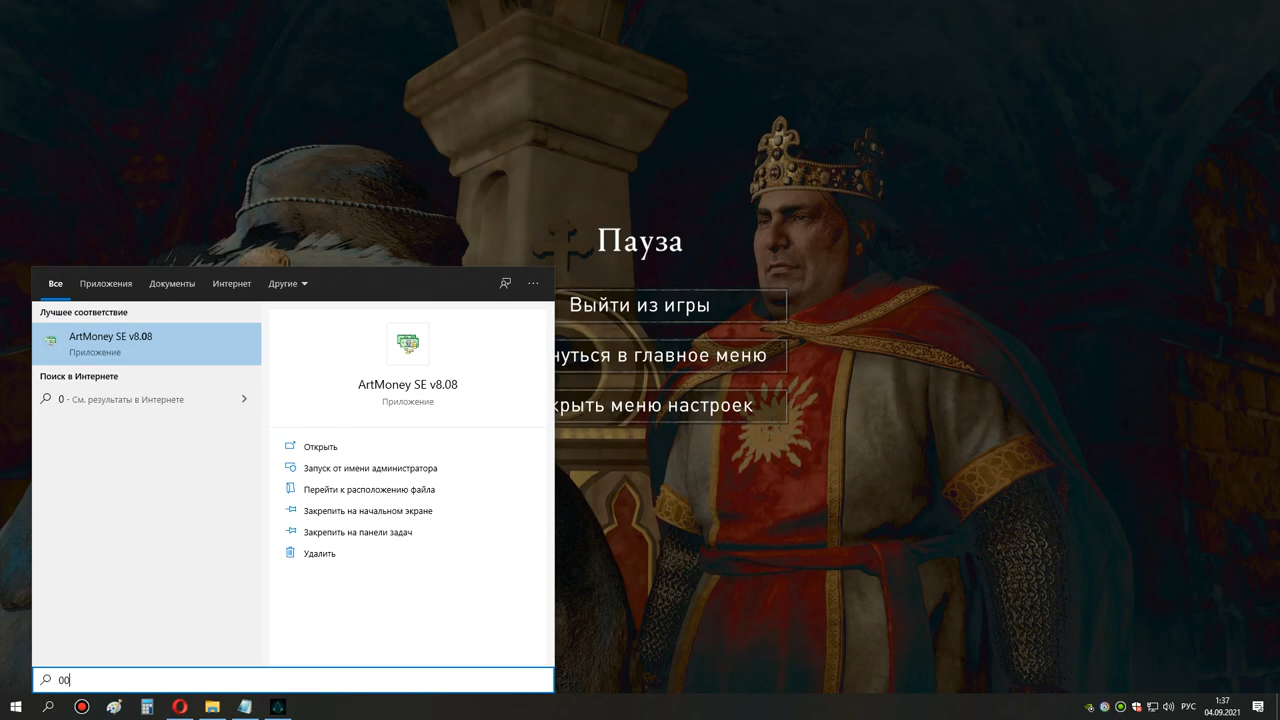 Пауза
Выйти из игры
нуться в главное меню
крыть меню настроек
Все Приложения Документы Интернет Другие
Лучшее соответствие
ArtMoney SE v8.08
Приложение
Поиск в Интернете
0 - См. результаты в Интернете
ArtMoney SE v8.08
Приложение
Открыть
Запуск от имени администратора
Перейти к расположению файла
Закрепить на начальном экране
Закрепить на панели задач
Удалить
00
РУС
1:37
04.09.2021